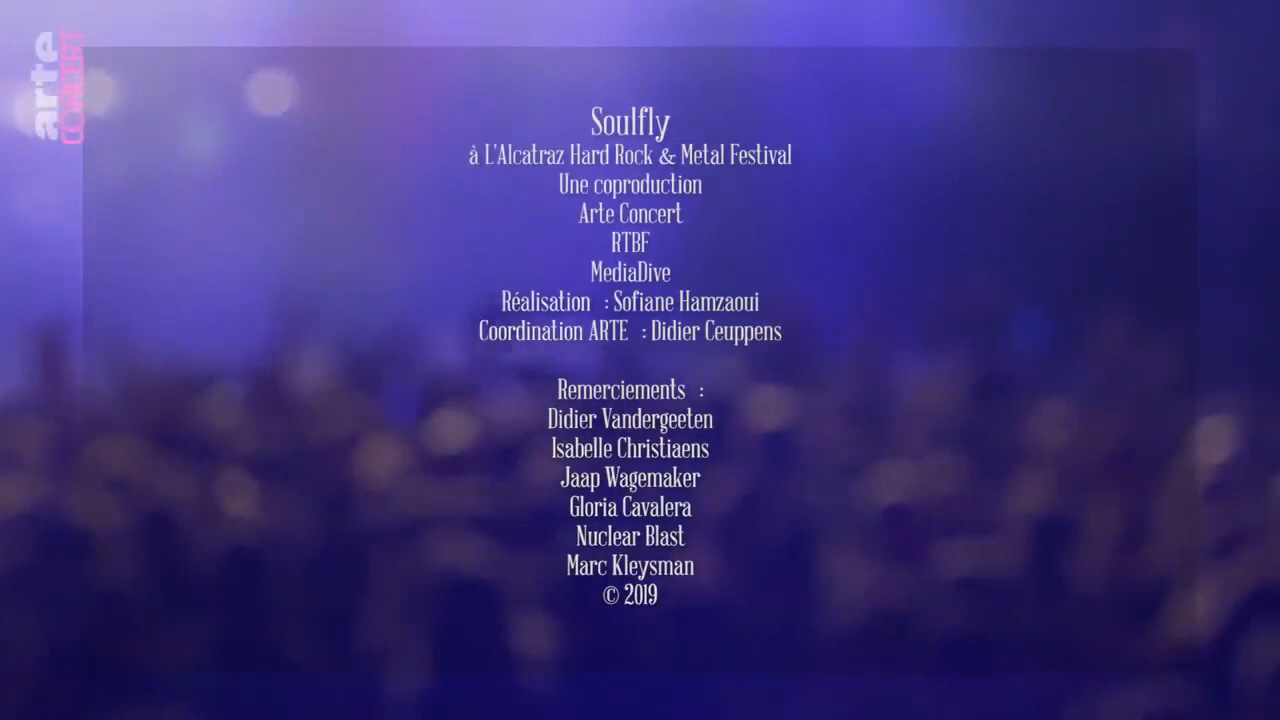 arte
CONCERT
Soulfly
à L'Alcatraz Hard Rock & Metal Festival
Une coproduction
Arte Concert
RTBF
MediaDive
Réalisation : Sofiane Hamzaoui
Coordination ARTE : Didier Ceuppens
Remerciements :
Didier Vandergeeten
Isabelle Christiaens
Jaap Wagemaker
Gloria Cavalera
Nuclear Blast
Marc Kleysman
© 2019